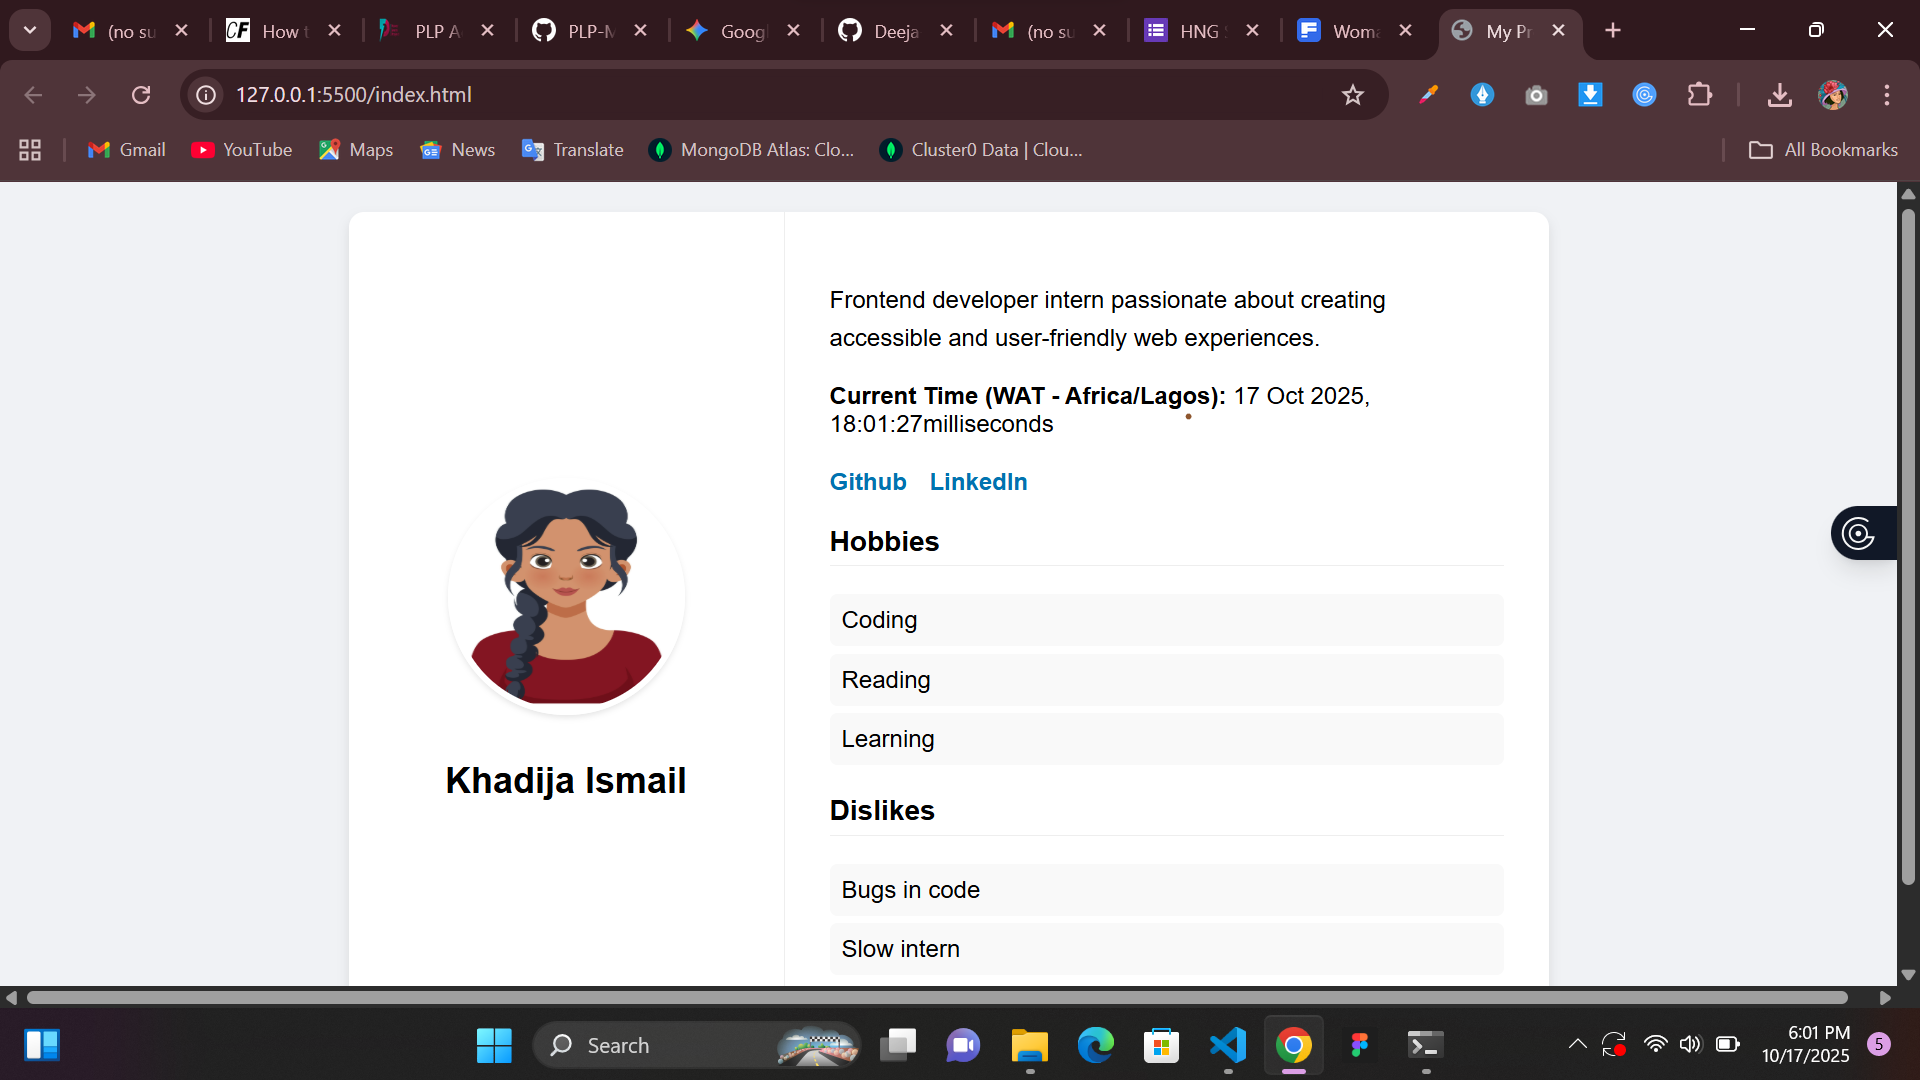 (no su
How t
PLP A
PLP-M
Goog
Deeja
(no su
HNG
Wom
My Pr
127.0.0.1:5500/index.html
Gmail
YouTube
Maps
News
Translate
MongoDB Atlas: Clo...
Cluster0 Data | Clou...
All Bookmarks
Frontend developer intern passionate about creating
accessible and user-friendly web experiences.
Current Time (WAT - Africa/Lagos): 17 Oct 2025,
18:01:27milliseconds
Github LinkedIn
Hobbies
Coding
Reading
Learning
Khadija Ismail
Dislikes
Bugs in code
Slow intern
Search
6:01 PM
10/17/2025
5